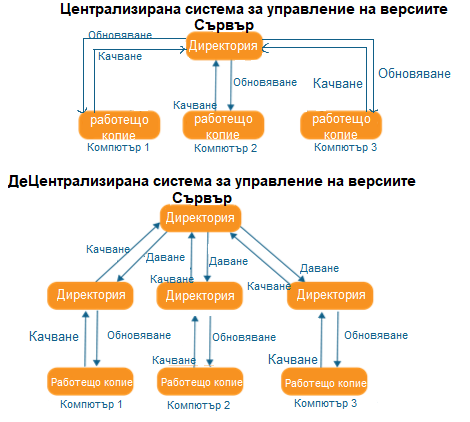 Централизирана система за управление на версиите
Сървър
Обновяване
Директория
Качване
Обновяване
Обновяване
Качване
Качване
работещо
копие
работещо
копие
работещо
копие
Компютър 1
Компютър 2
Компютър 3
ДеЦентрализирана система за управление на версиите
Сървър
Директория
Качване
Даване
Даване
Даване
Качване
Качване
Директория
Директория
Директория
Качване
Обновяване
Обновяване
Обновяване
Качване
Качване
Работещо копие
Работещо копие
Работещо копие
Компютър 1
Компютър 2
Компютър 3